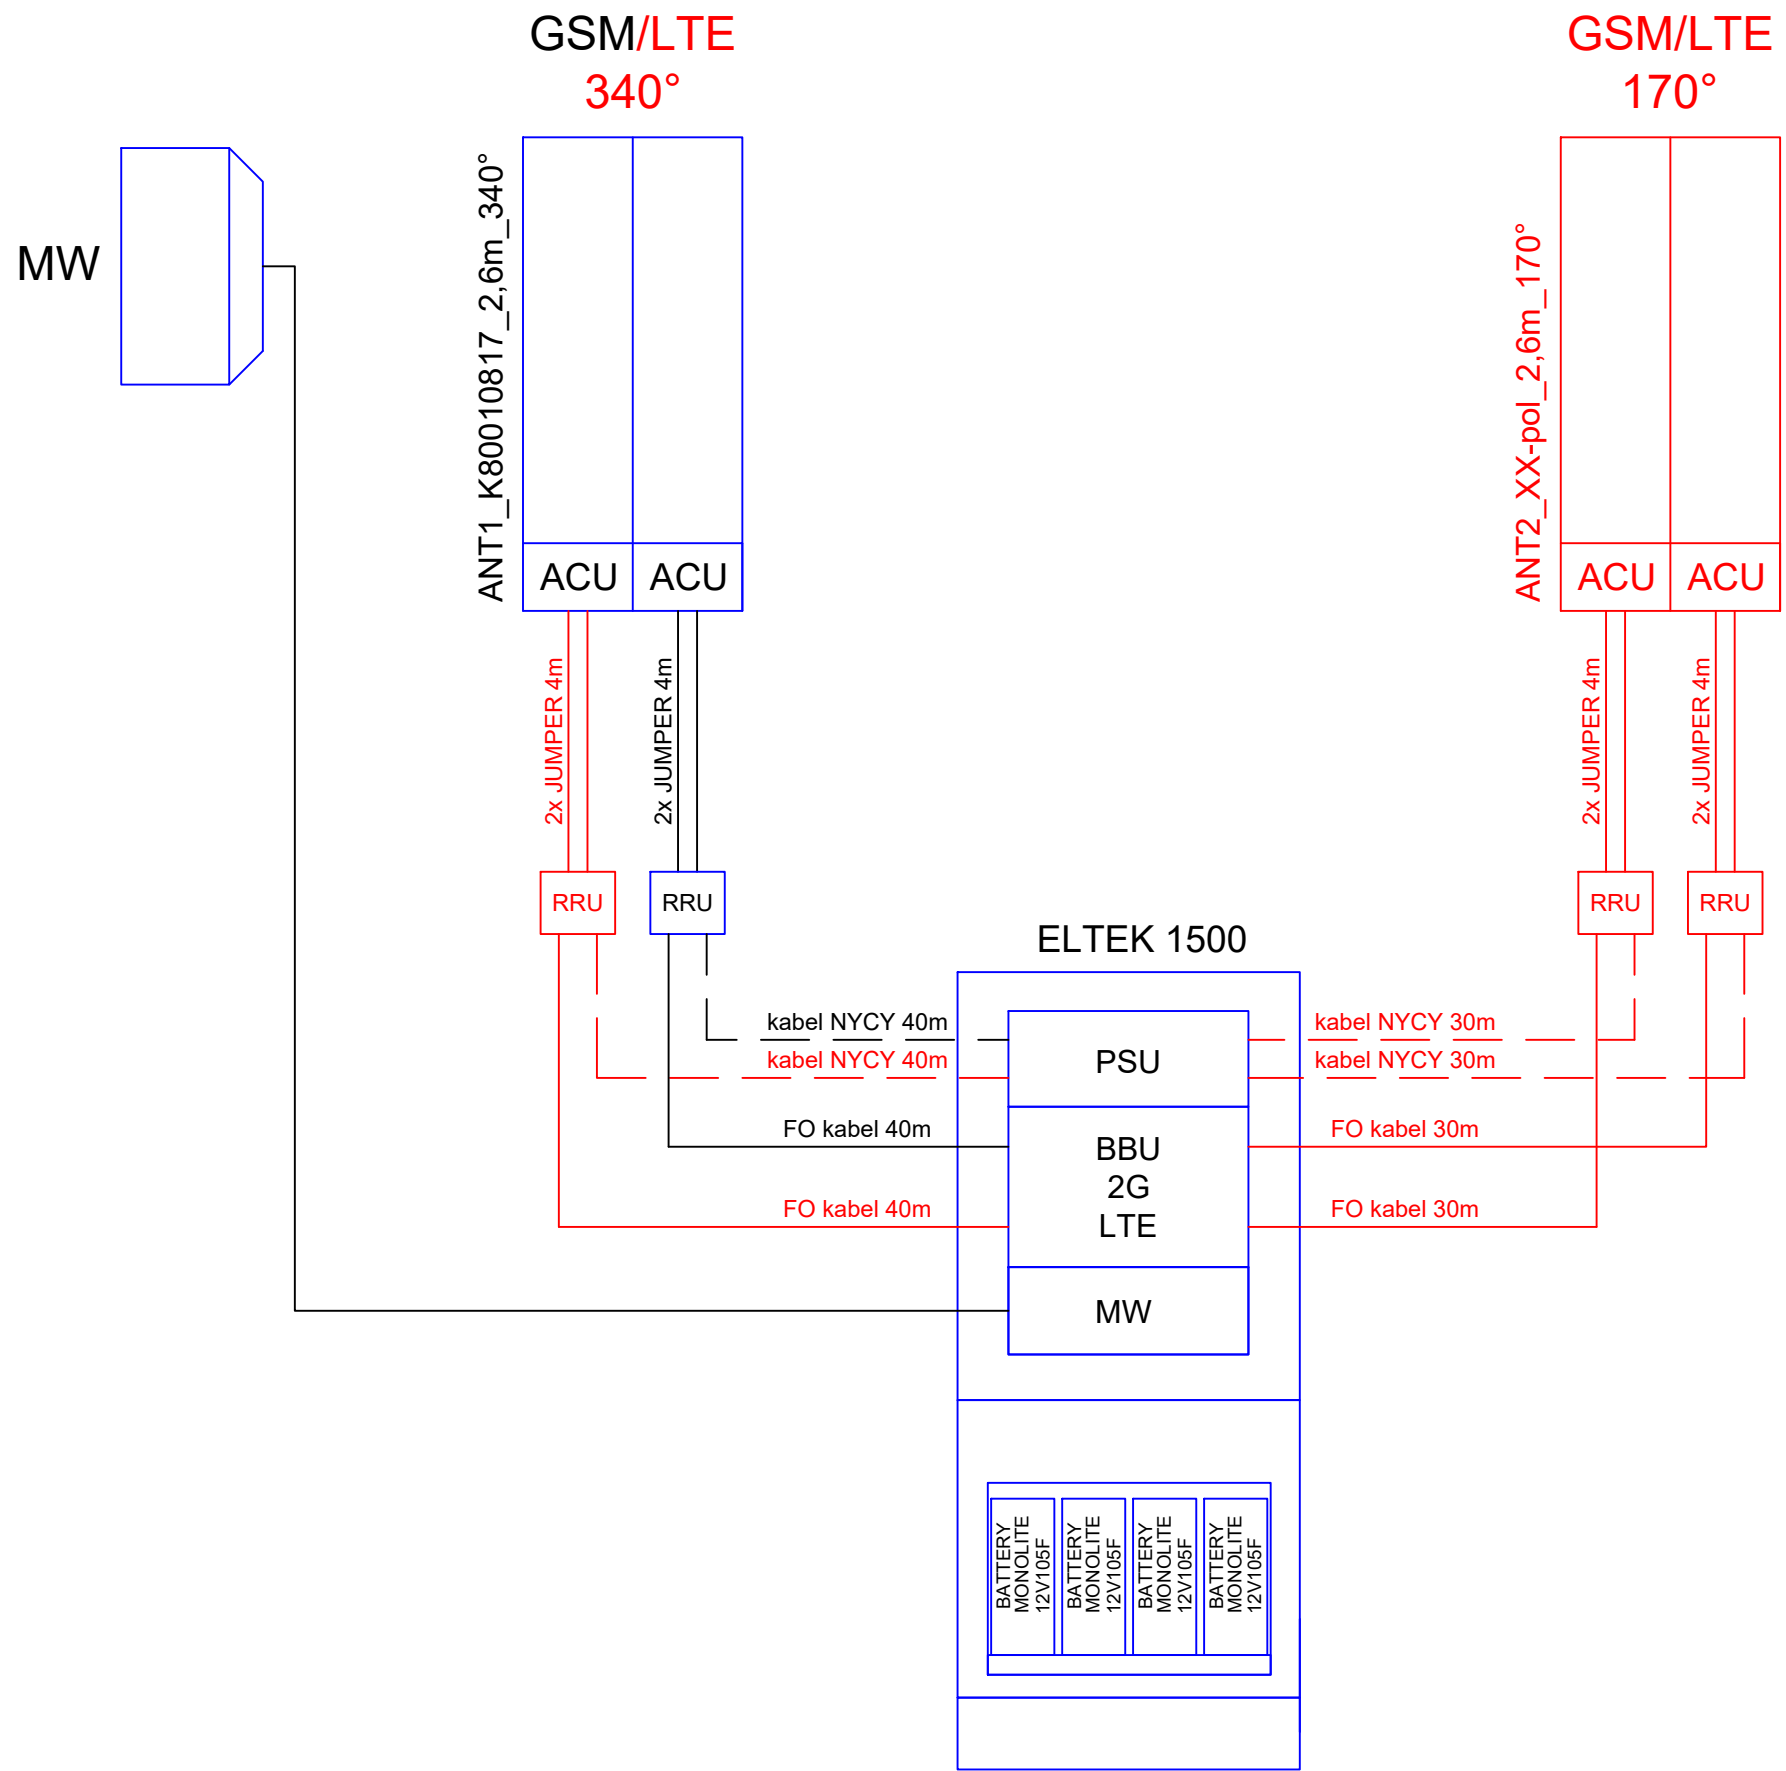 GSM/LTE
340°
GSM/LTE
170°
MW
ANT1_K80010817_2,6m_340°
ANT2_XX-pol_2,6m_170°
ACU
ACU
ACU
ACU
2x JUMPER 4m
2x JUMPER 4m
2x JUMPER 4m
2x JUMPER 4m
RRU
RRU
RRU
RRU
ELTEK 1500
kabel NYCY 40m
kabel NYCY 40m
kabel NYCY 30m
kabel NYCY 30m
PSU
FO kabel 40m
FO kabel 30m
BBU
2G
LTE
FO kabel 40m
FO kabel 30m
MW
BATTERY
MONOLITE
12V105F
BATTERY
MONOLITE
12V105F
BATTERY
MONOLITE
12V105F
BATTERY
MONOLITE
12V105F